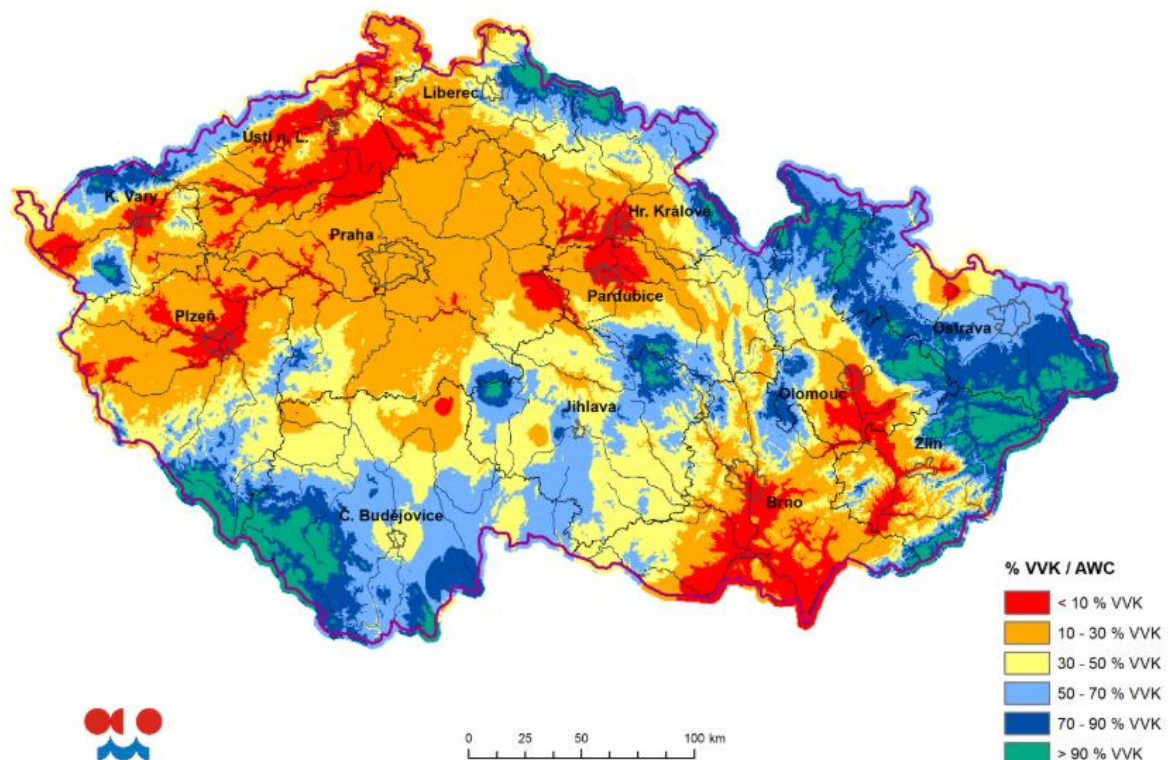 Liberec
Ústí n. L.
K. Vary
Hr. Králové
Praha
Pardubice
Plzeň
Ostrava
Olomouc
Jihlava
Zlín
Brno
Č. Budějovice
% VVK / AWC
< 10 % VVK
10 - 30 % VVK
30 - 50 % VVK
50 - 70 % VVK
70 - 90 % VVK
> 90 % VVK
0 25 50 100 km